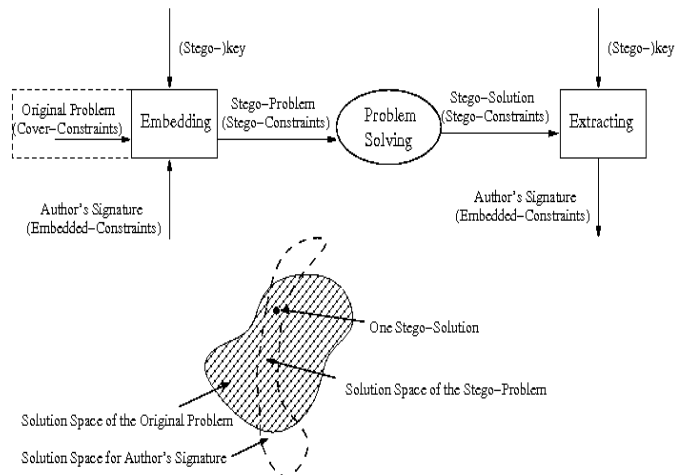 (Stego-)key
(Stego-)key
Original Problem
(Cover-Constraints)
Embedding
Stego-Problem
(Stego-Constraints)
Problem
Solving
Stego-Solution
(Stego-Constraints)
Extracting
Author's Signature
(Embedded-Constraints)
Author's Signature
(Embedded-Constraints)
One Stego-Solution
Solution Space of the Stego-Problem
Solution Space of the Original Problem
Solution Space for Author's Signature